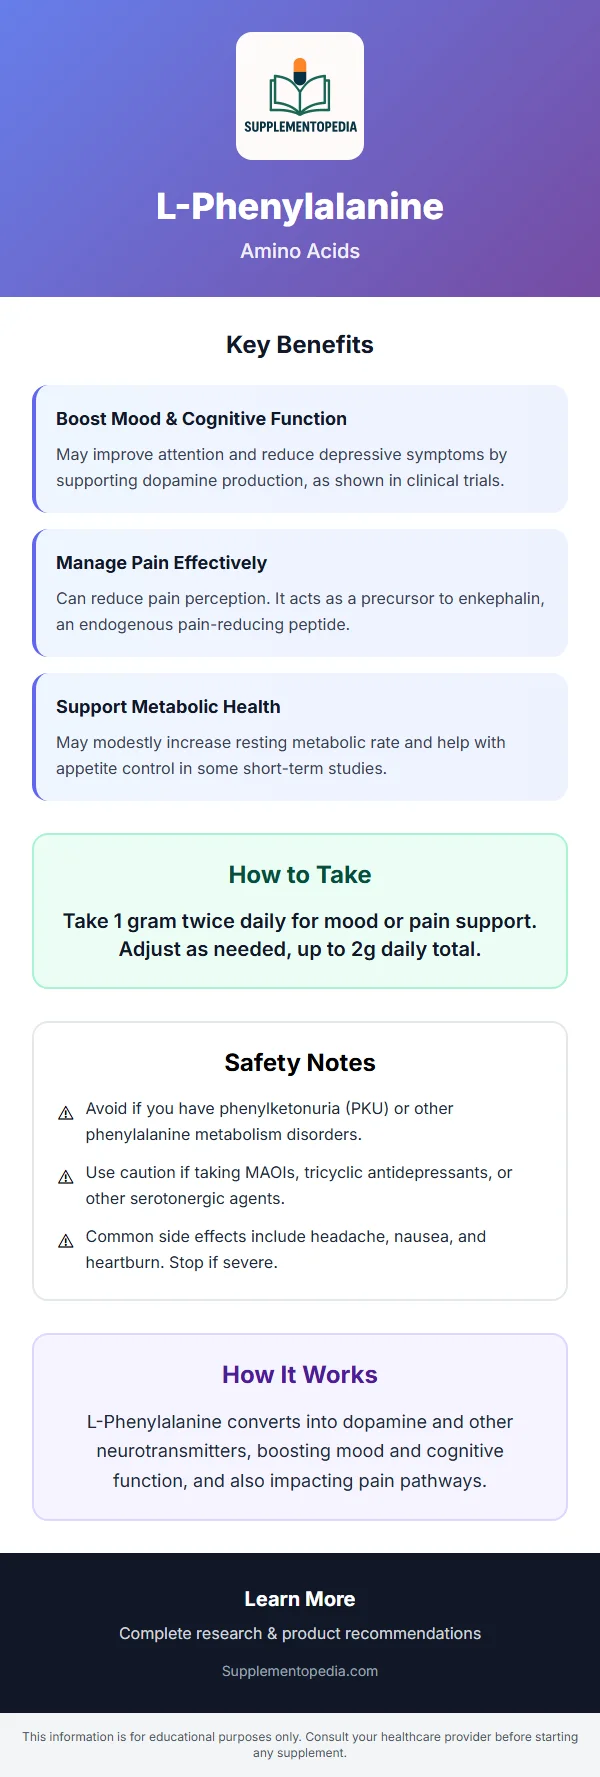 SUPPLEMENTOPEDIA
L-Phenylalanine
Amino Acids
Key Benefits
Boost Mood & Cognitive Function
May improve attention and reduce depressive symptoms by
supporting dopamine production, as shown in clinical trials.
Manage Pain Effectively
Can reduce pain perception. It acts as a precursor to enkephalin,
an endogenous pain-reducing peptide.
Support Metabolic Health
May modestly increase resting metabolic rate and help with
appetite control in some short-term studies.
How to Take
Take 1 gram twice daily for mood or pain support.
Adjust as needed, up to 2g daily total.
Safety Notes
Avoid if you have phenylketonuria (PKU) or other
phenylalanine metabolism disorders.
Use caution if taking MAOIs, tricyclic antidepressants, or
other serotonergic agents.
Common side effects include headache, nausea, and
heartburn. Stop if severe.
How It Works
L-Phenylalanine converts into dopamine and other
neurotransmitters, boosting mood and cognitive
function, and also impacting pain pathways.
Learn More
Complete research & product recommendations
Supplementopedia.com
This information is for educational purposes only. Consult your healthcare provider before starting
any supplement.